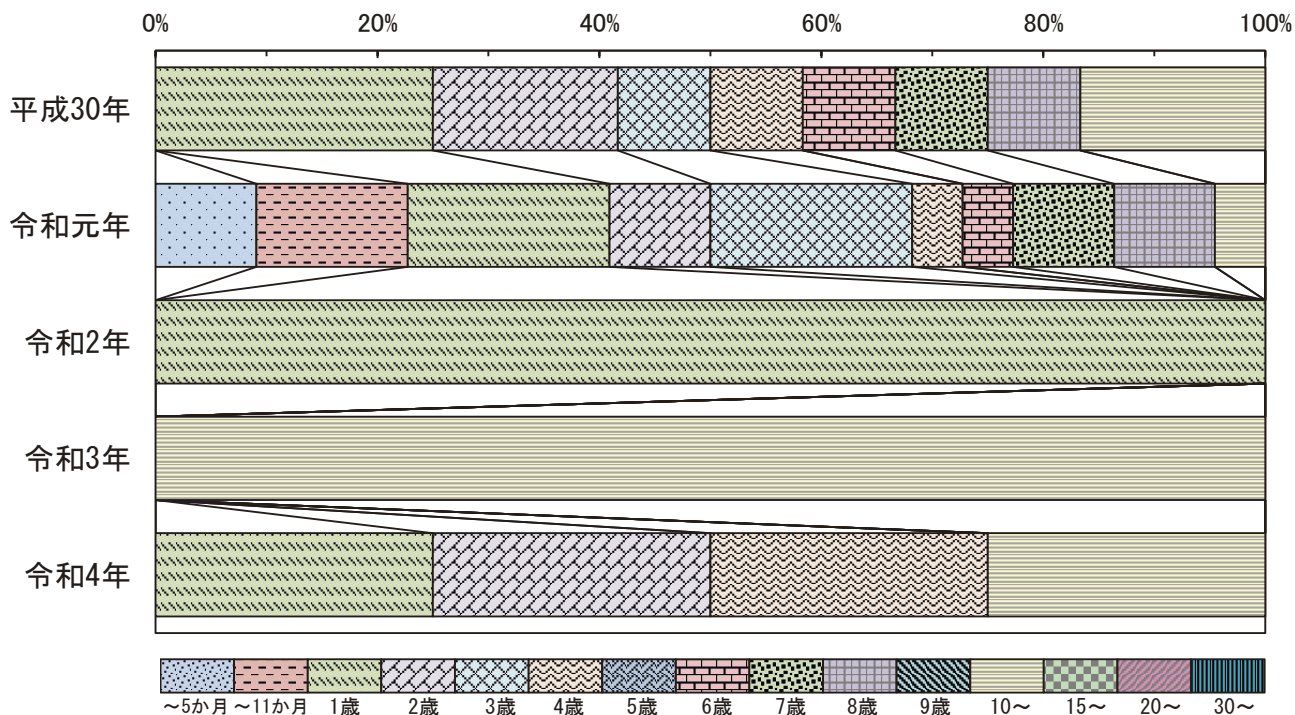 0% 20% 40% 60% 80% 100%
平成30年
令和元年
令和2年
令和3年
令和4年
～5か月 ～11か月 1歳 2歳 3歳 4歳 5歳 6歳 7歳 8歳 9歳 10～ 15～ 20～ 30～